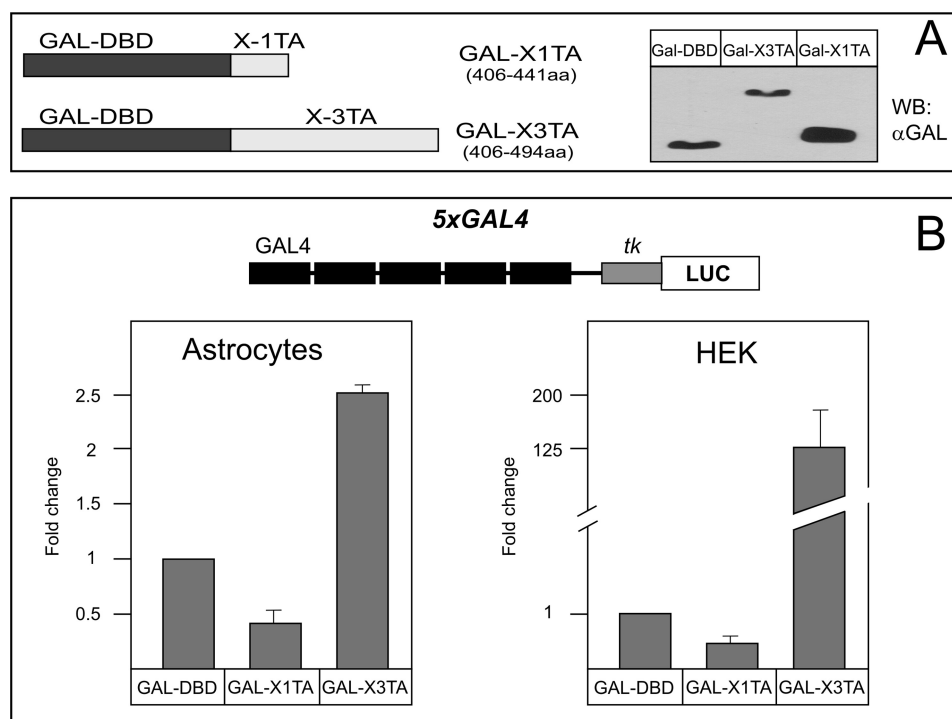 A
GAL-DBD X-1TA
GAL-X1TA
(406-441aa)
GAL-DBD X-3TA
GAL-X3TA
(406-494aa)
Gal-DBD Gal-X3TA Gal-X1TA
WB:
αGAL
B
5xGAL4
GAL4 tk
LUC
Astrocytes
Fold change
2.5
2
1.5
1
0.5
GAL-DBD GAL-X1TA GAL-X3TA
HEK
Fold change
200
125
1
GAL-DBD GAL-X1TA GAL-X3TA